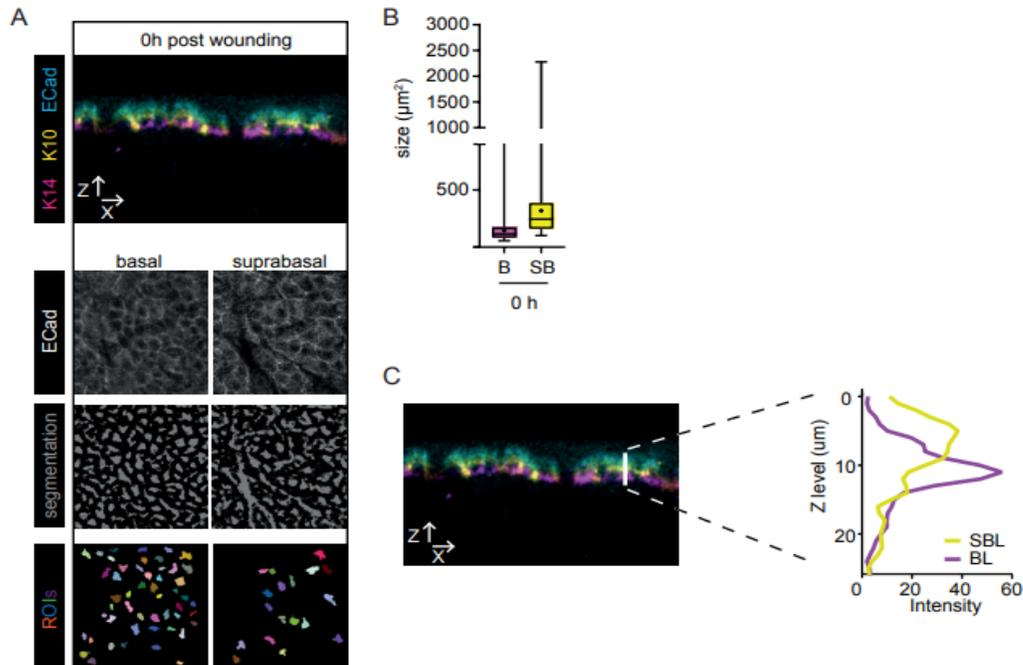 A
0h post wounding
K14 K10 ECad
Z
X
basal suprabasal
ECad
segmentation
ROIs
B
size (µm²)
3000
2500
2000
1500
1000
500
B SB
0 h
C
Z
X
Z level (um)
0
10
20
SBL
BL
0 20 40 60
Intensity